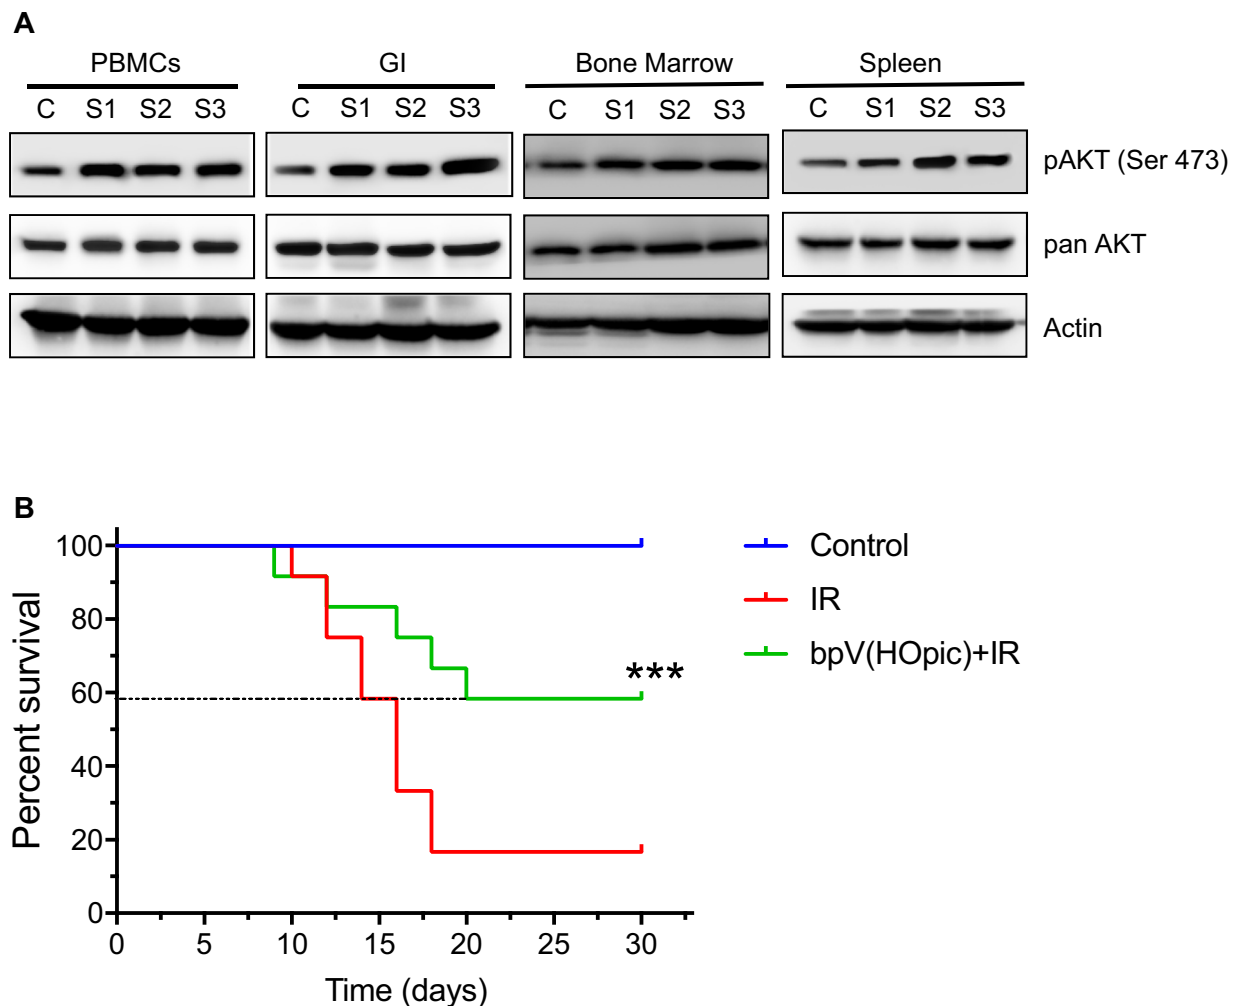 A
PBMCs GI Bone Marrow Spleen
C S1 S2 S3 C S1 S2 S3 C S1 S2 S3 C S1 S2 S3
pAKT (Ser 473)
pan AKT
Actin
B
100
80
60
40
20
0
Percent survival
***
Control
IR
bpV(HOpic)+IR
0 5 10 15 20 25 30
Time (days)